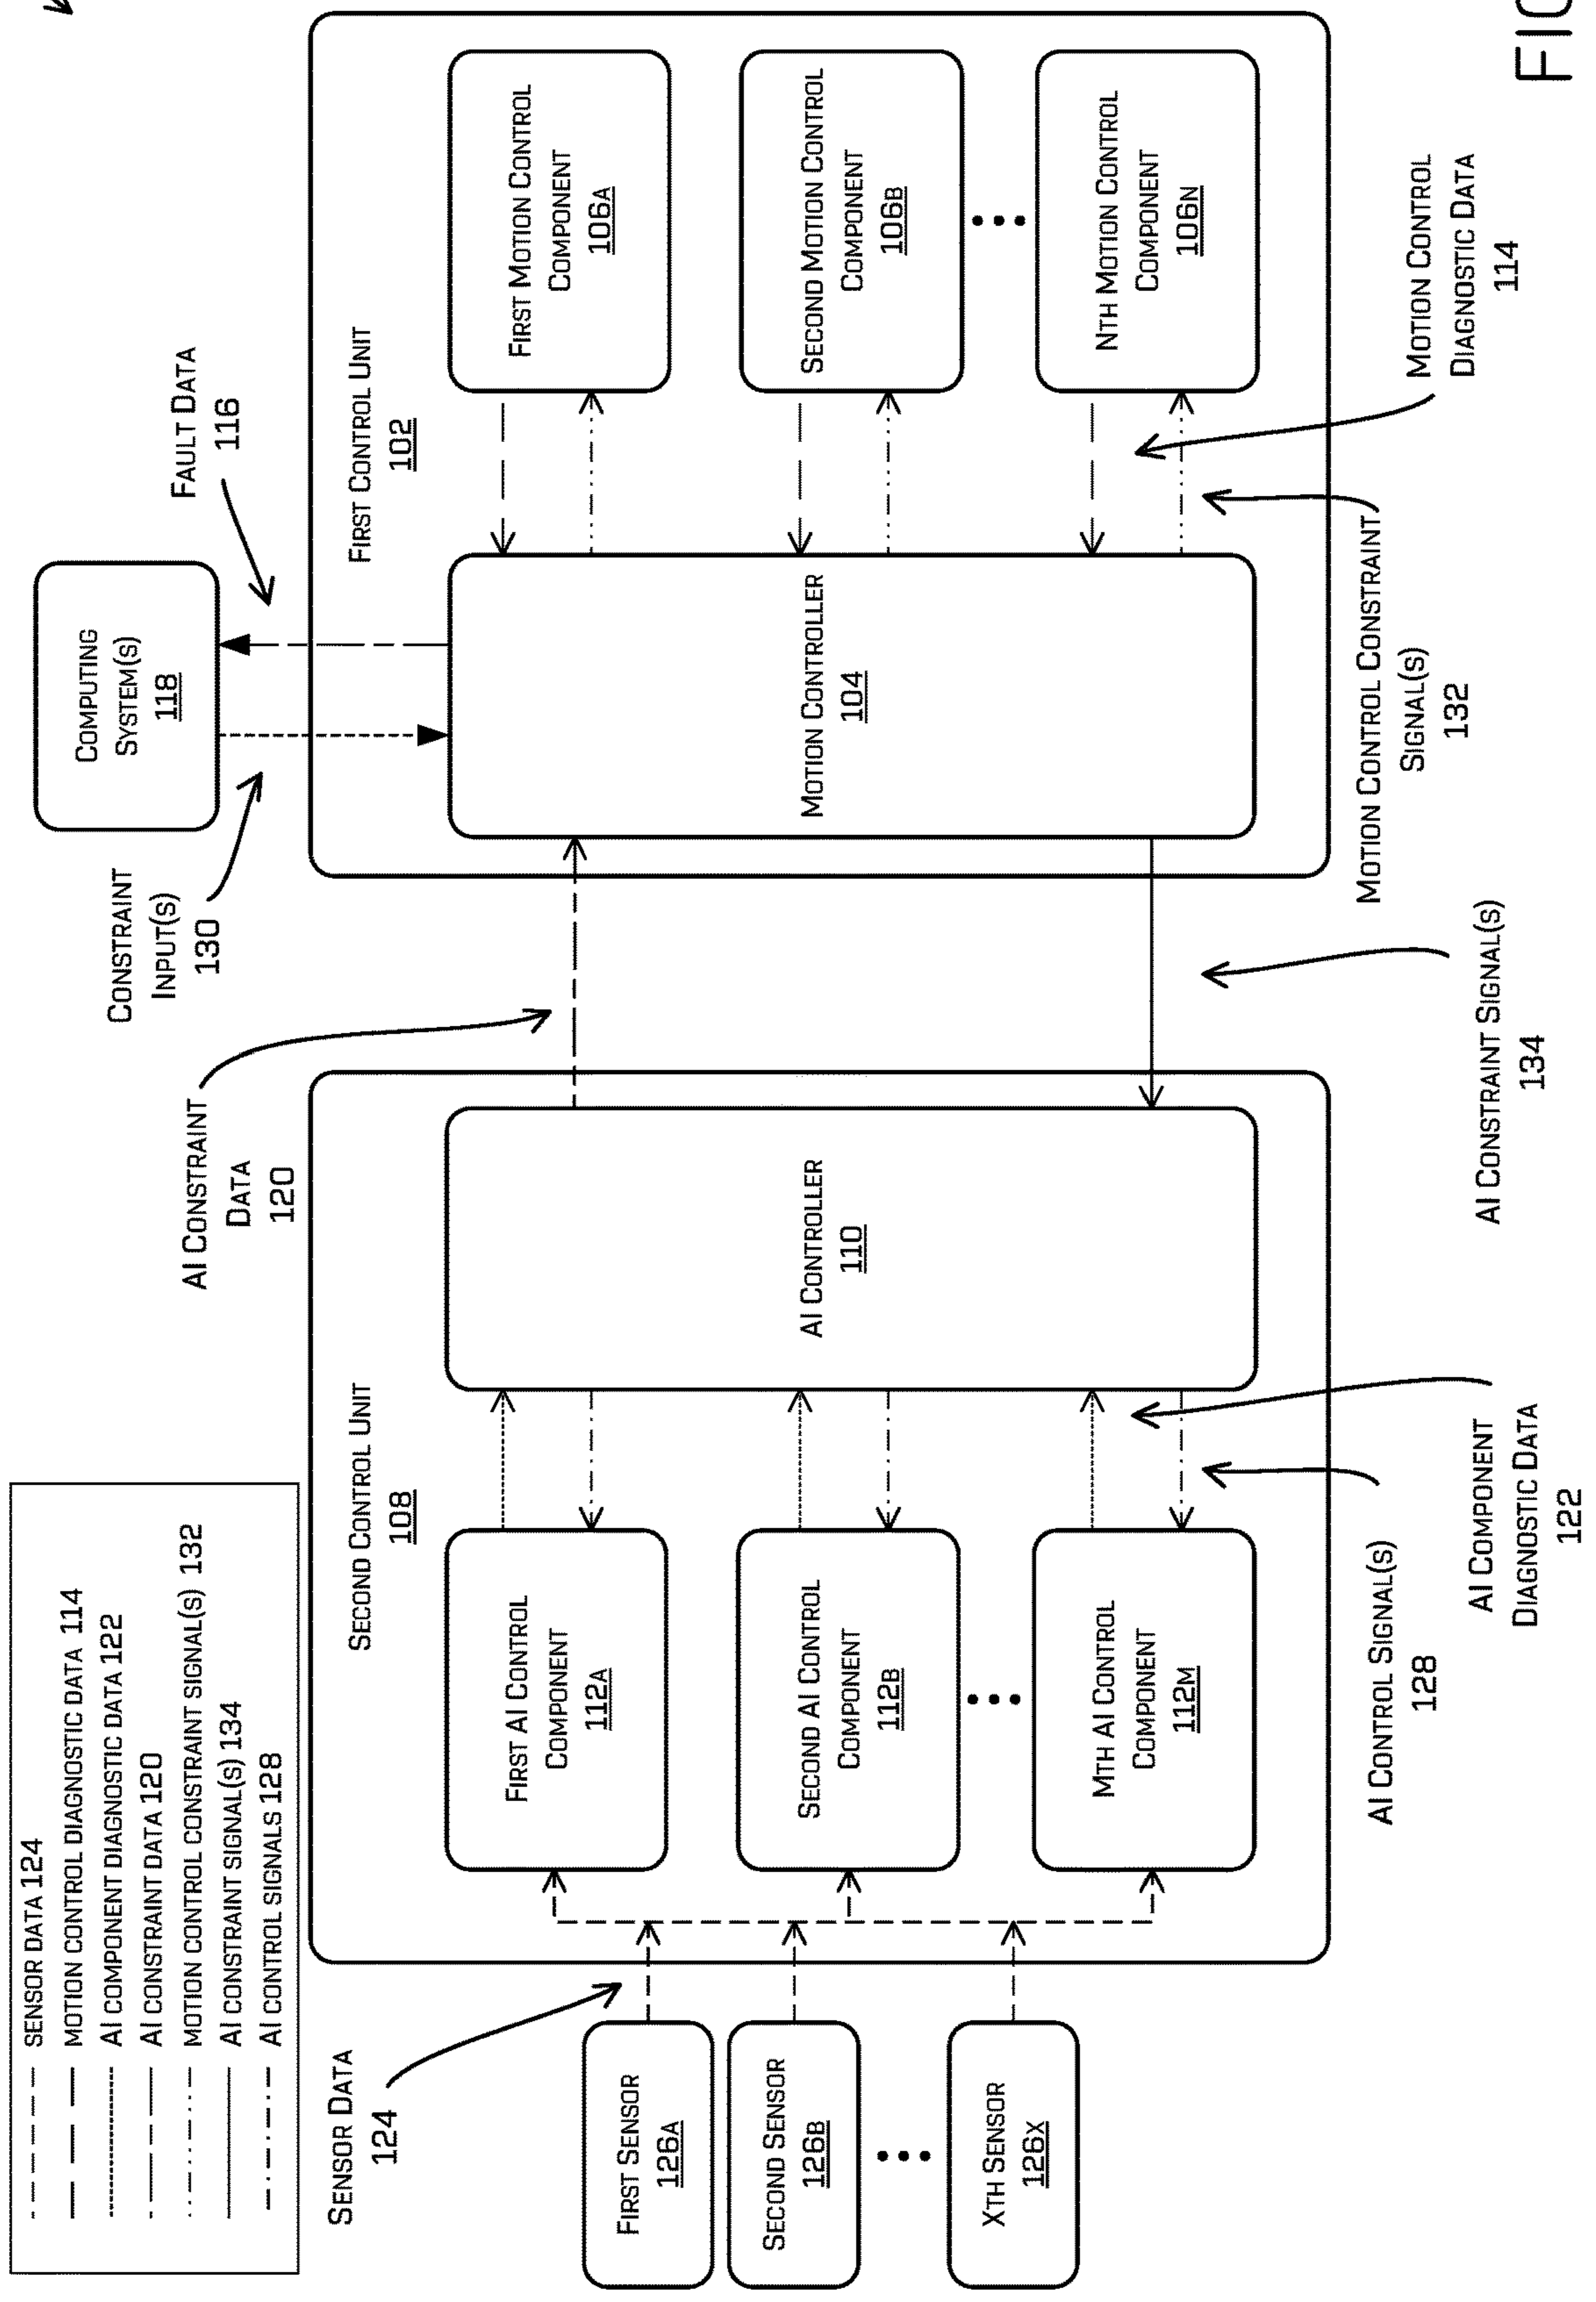 SENSOR DATA 124
MOTION CONTROL DIAGNOSTIC DATA 114
AI COMPONENT DIAGNOSTIC DATA 122
AI CONSTRAINT DATA 120
MOTION CONTROL CONSTRAINT SIGNAL(S) 132
AI CONSTRAINT SIGNAL(S) 134
AI CONTROL SIGNALS 128
SENSOR DATA
124
FIRST SENSOR
126A
SECOND SENSOR
126B
XTH SENSOR
126X
SECOND CONTROL UNIT
108
FIRST AI CONTROL
COMPONENT
112A
SECOND AI CONTROL
COMPONENT
112B
MTH AI CONTROL
COMPONENT
112M
AI CONTROL SIGNAL(S)
128
AI COMPONENT
DIAGNOSTIC DATA
122
AI CONTROLLER
110
AI CONSTRAINT
DATA
120
AI CONSTRAINT SIGNAL(S)
134
CONSTRAINT
INPUT(S)
130
COMPUTING
SYSTEM(S)
118
FAULT DATA
116
FIRST CONTROL UNIT
102
MOTION CONTROLLER
104
MOTION CONTROL CONSTRAINT
SIGNAL(S)
132
FIRST MOTION CONTROL
COMPONENT
106A
SECOND MOTION CONTROL
COMPONENT
106B
NTH MOTION CONTROL
COMPONENT
106N
MOTION CONTROL
DIAGNOSTIC DATA
114